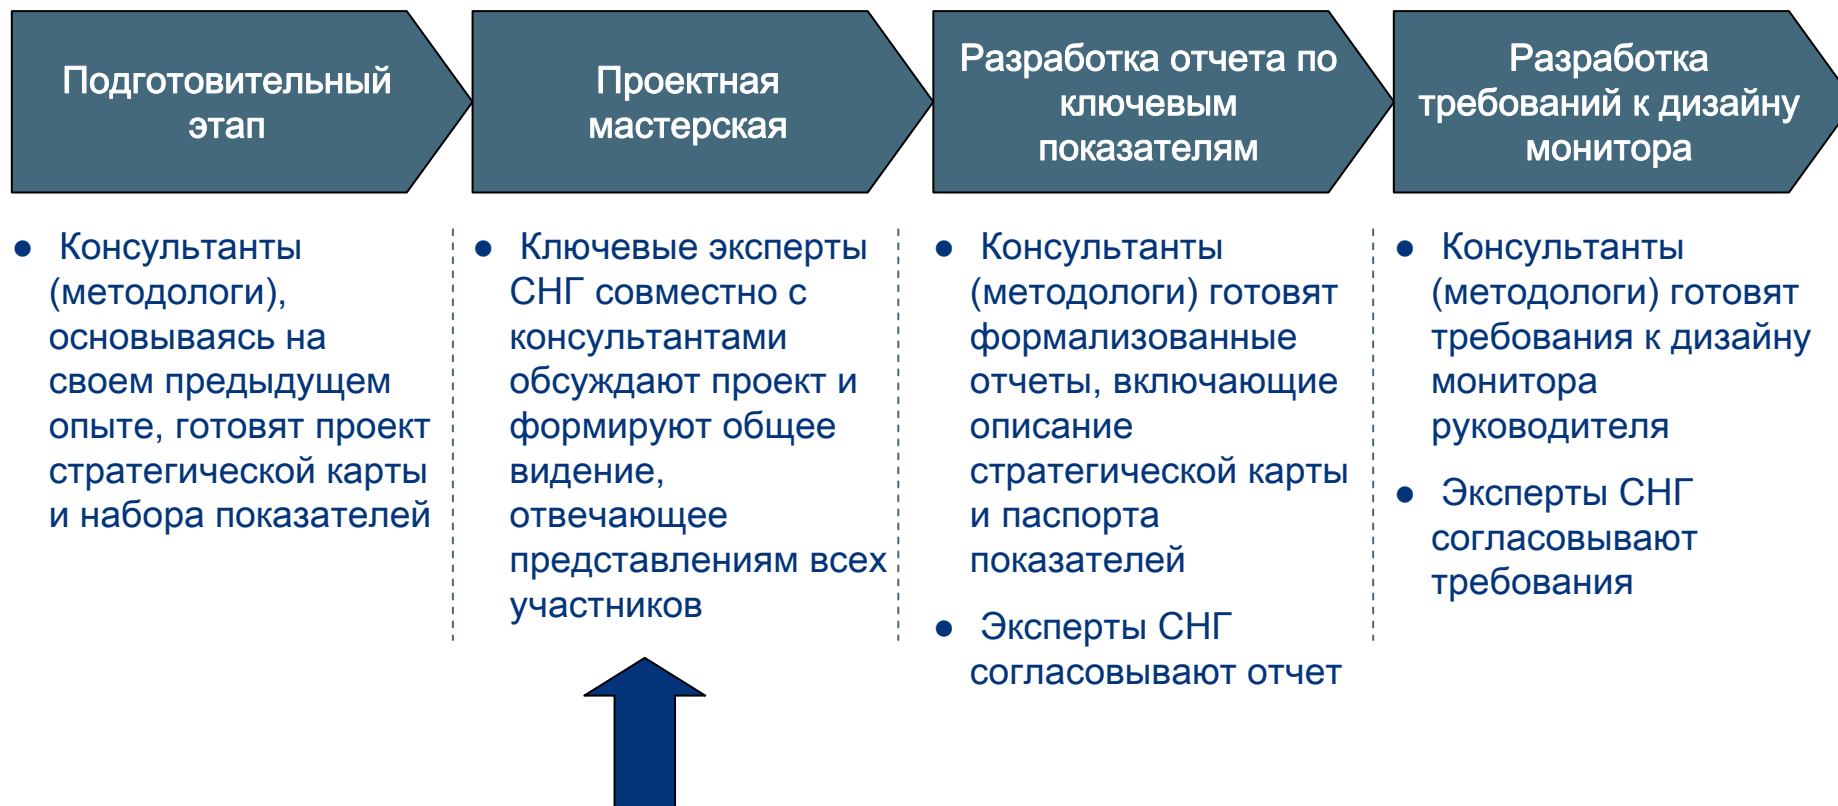 Подготовительный
этап
Проектная
мастерская
Разработка отчета по
ключевым
показателям
Разработка
требований к дизайну
монитора
● Консультанты
(методологи),
основываясь на
своем предыдущем
опыте, готовят проект
стратегической карты
и набора показателей
● Ключевые эксперты
СНГ совместно с
консультантами
обсуждают проект и
формируют общее
видение,
отвечающее
представлениям всех
участников
● Консультанты
(методологи) готовят
формализованные
отчеты, включающие
описание
стратегической карты
и паспорта
показателей
● Эксперты СНГ
согласовывают отчет
● Консультанты
(методологи) готовят
требования к дизайну
монитора
руководителя
● Эксперты СНГ
согласовывают
требования